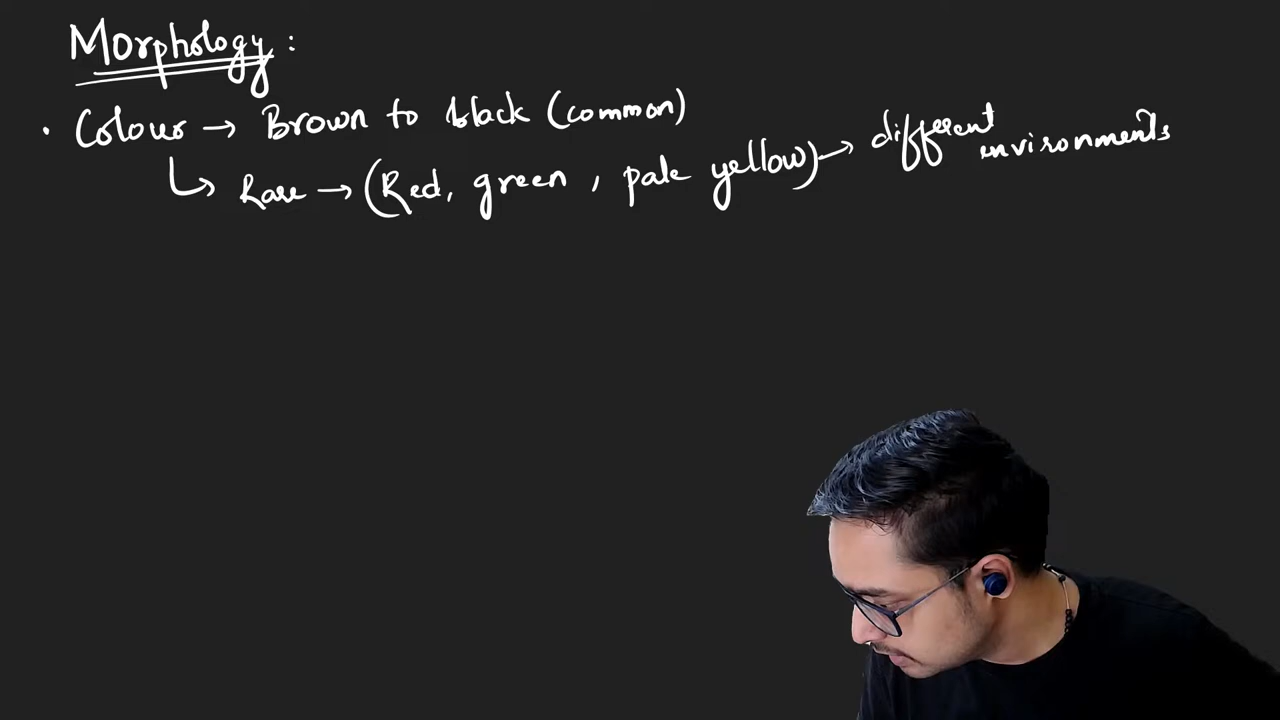 Morphology :
• Colour → Brown to black (common)
↳ Rare → (Red, green, pale yellow) → different environments